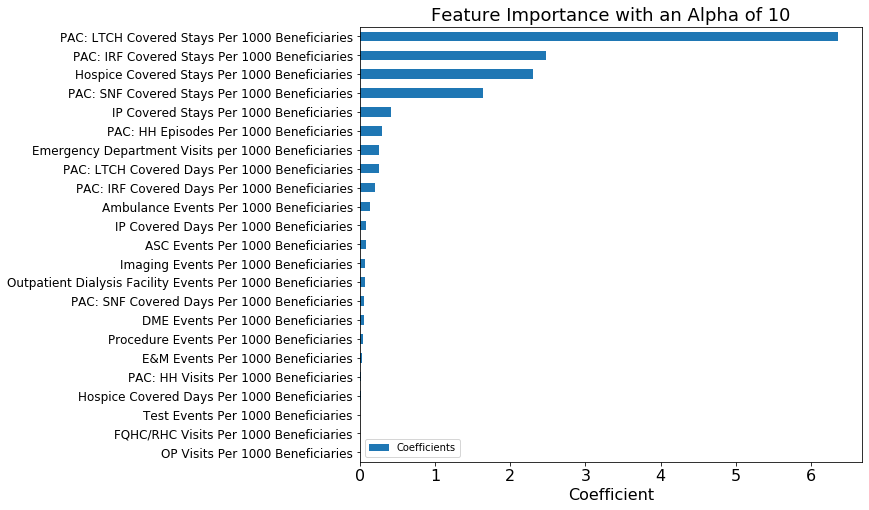 Feature Importance with an Alpha of 10
PAC: LTCH Covered Stays Per 1000 Beneficiaries
PAC: IRF Covered Stays Per 1000 Beneficiaries
Hospice Covered Stays Per 1000 Beneficiaries
PAC: SNF Covered Stays Per 1000 Beneficiaries
IP Covered Stays Per 1000 Beneficiaries
PAC: HH Episodes Per 1000 Beneficiaries
Emergency Department Visits per 1000 Beneficiaries
PAC: LTCH Covered Days Per 1000 Beneficiaries
PAC: IRF Covered Days Per 1000 Beneficiaries
Ambulance Events Per 1000 Beneficiaries
IP Covered Days Per 1000 Beneficiaries
ASC Events Per 1000 Beneficiaries
Imaging Events Per 1000 Beneficiaries
Outpatient Dialysis Facility Events Per 1000 Beneficiaries
PAC: SNF Covered Days Per 1000 Beneficiaries
DME Events Per 1000 Beneficiaries
Procedure Events Per 1000 Beneficiaries
E&M Events Per 1000 Beneficiaries
PAC: HH Visits Per 1000 Beneficiaries
Hospice Covered Days Per 1000 Beneficiaries
Test Events Per 1000 Beneficiaries
FQHC/RHC Visits Per 1000 Beneficiaries
OP Visits Per 1000 Beneficiaries
Coefficients
0 1 2 3 4 5 6
Coefficient